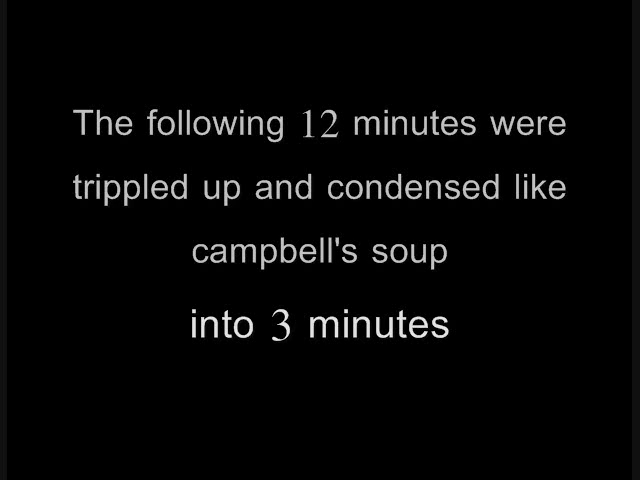 The following 12 minutes were
trippled up and condensed like
campbell's soup
into 3 minutes